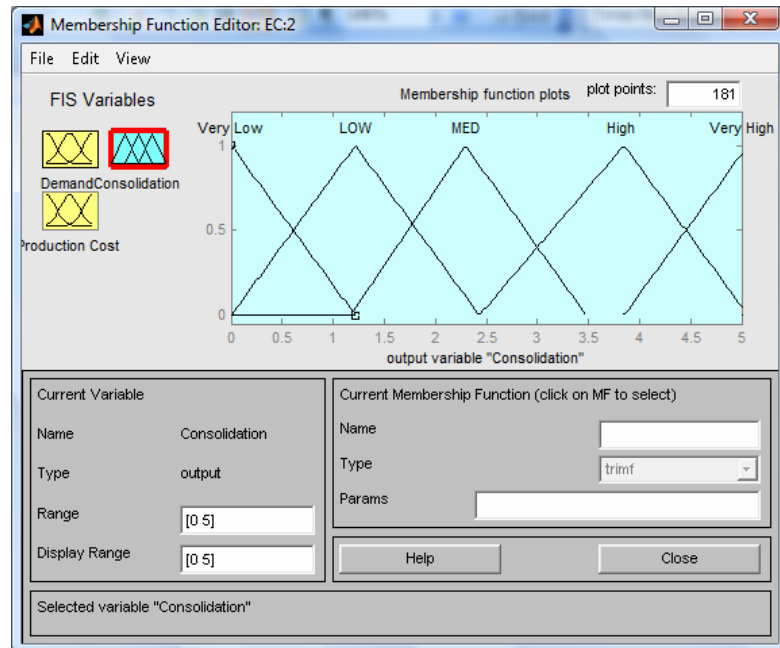 Membership Function Editor: EC:2
File Edit View
FIS Variables
Membership function plots
plot points:
181
Demand
Consolidation
roduction Cost
Very Low
LOW
MED
High
Very High
1
0.5
0
0 0.5 1 1.5 2 2.5 3 3.5 4 4.5 5
output variable "Consolidation"
Current Variable
Name Consolidation
Type output
Range [0 5]
Display Range [0 5]
Current Membership Function (click on MF to select)
Name
Type trimf
Params
Help
Close
Selected variable "Consolidation"